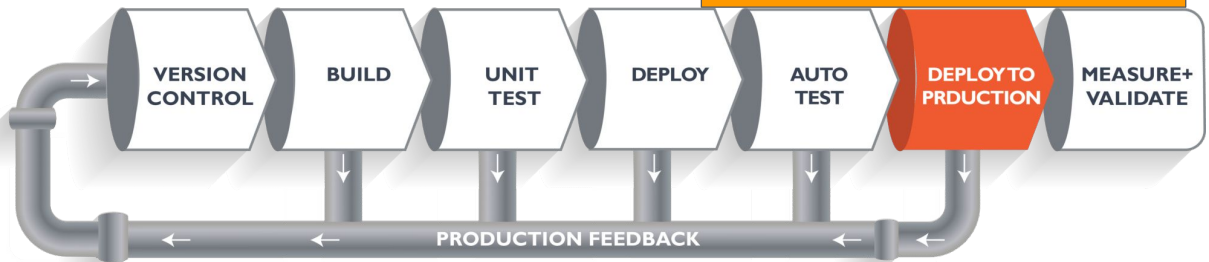 VERSION
CONTROL
BUILD
UNIT
TEST
DEPLOY
AUTO
TEST
DEPLOY TO
PRDUCTION
MEASURE+
VALIDATE
PRODUCTION FEEDBACK